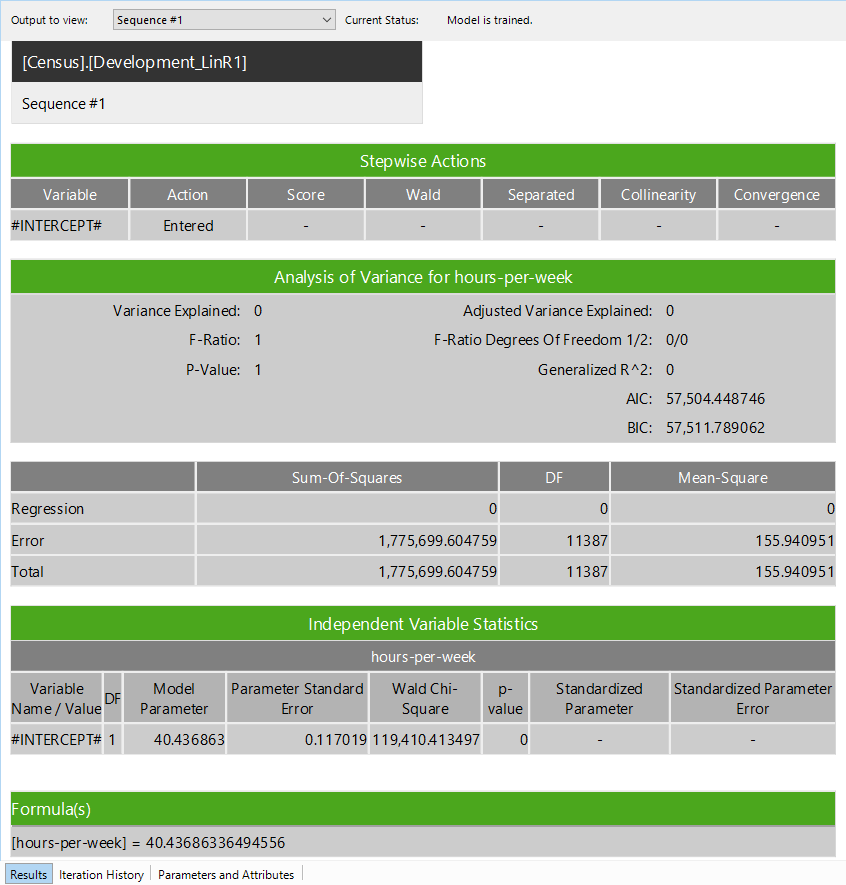 Output to view: Sequence #1 Current Status: Model is trained.
[Census].[Development_LinR1]
Sequence #1
Stepwise Actions
Variable Action Score Wald Separated Collinearity Convergence
#INTERCEPT# Entered - - - - -
Analysis of Variance for hours-per-week
Variance Explained: 0 Adjusted Variance Explained: 0
F-Ratio: 1 F-Ratio Degrees Of Freedom 1/2: 0/0
P-Value: 1 Generalized R^2: 0
AIC: 57,504.448746
BIC: 57,511.789062
Sum-Of-Squares DF Mean-Square
Regression 0 0 0
Error 1,775,699.604759 11387 155.940951
Total 1,775,699.604759 11387 155.940951
Independent Variable Statistics
hours-per-week
Variable Model Parameter Standard Wald Chi- p- Standardized Standardized Parameter
Name / Value DF Parameter Error Square value Parameter Error
#INTERCEPT# 1 40.436863 0.117019 119,410.413497 0 - -
Formula(s)
[hours-per-week] = 40.43686336494556
Results Iteration History Parameters and Attributes